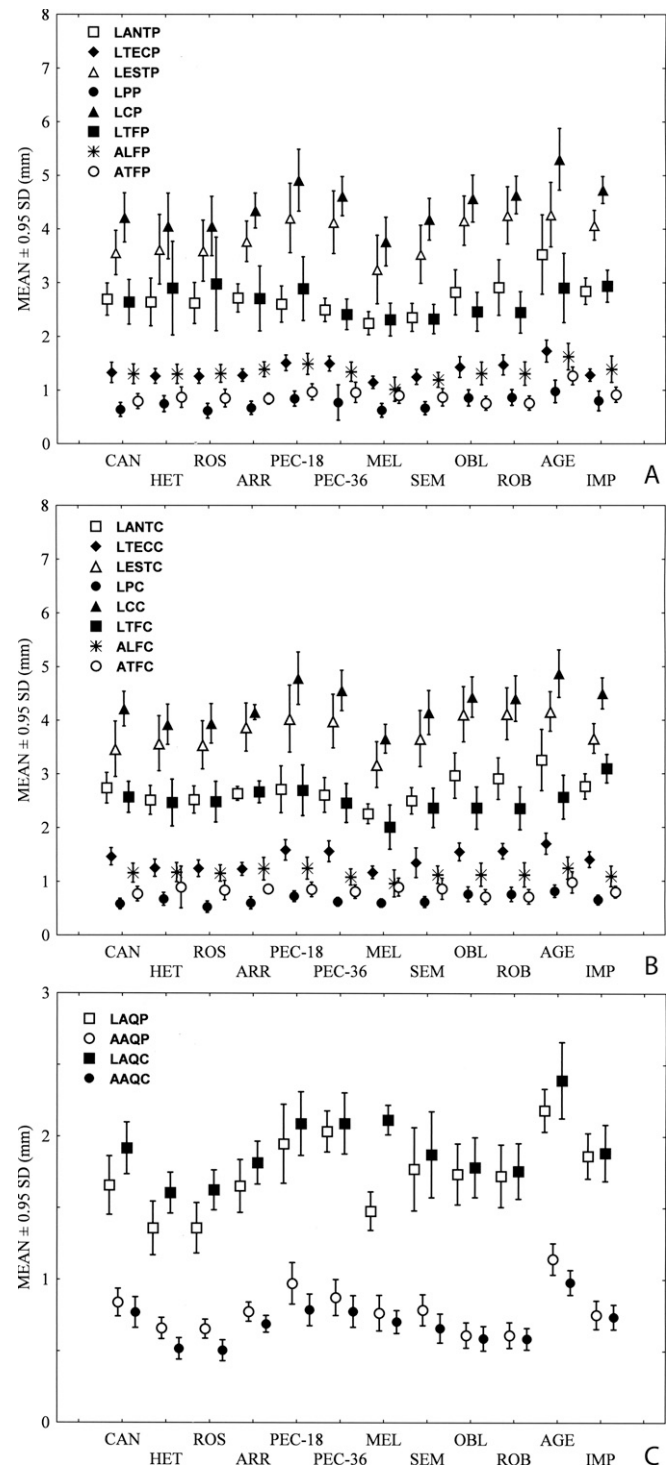 8
7
6
5
4
3
2
1
0
MEAN ± 0.95 SD (mm)
LANTP
LTECP
LESTP
LPP
LCP
LTFP
ALFP
ATFP
CAN ROS PEC-18 MEL OBL AGE
HET ARR PEC-36 SEM ROB IMP
A
8
7
6
5
4
3
2
1
0
MEAN ± 0.95 SD (mm)
LANTC
LTECC
LESTC
LPC
LCC
LTFC
ALFC
ATFC
CAN ROS PEC-18 MEL OBL AGE
HET ARR PEC-36 SEM ROB IMP
B
3
2
1
0
MEAN ± 0.95 SD (mm)
LAQP
AAQP
LAQC
AAQC
CAN ROS PEC-18 MEL OBL AGE
HET ARR PEC-36 SEM ROB IMP
C